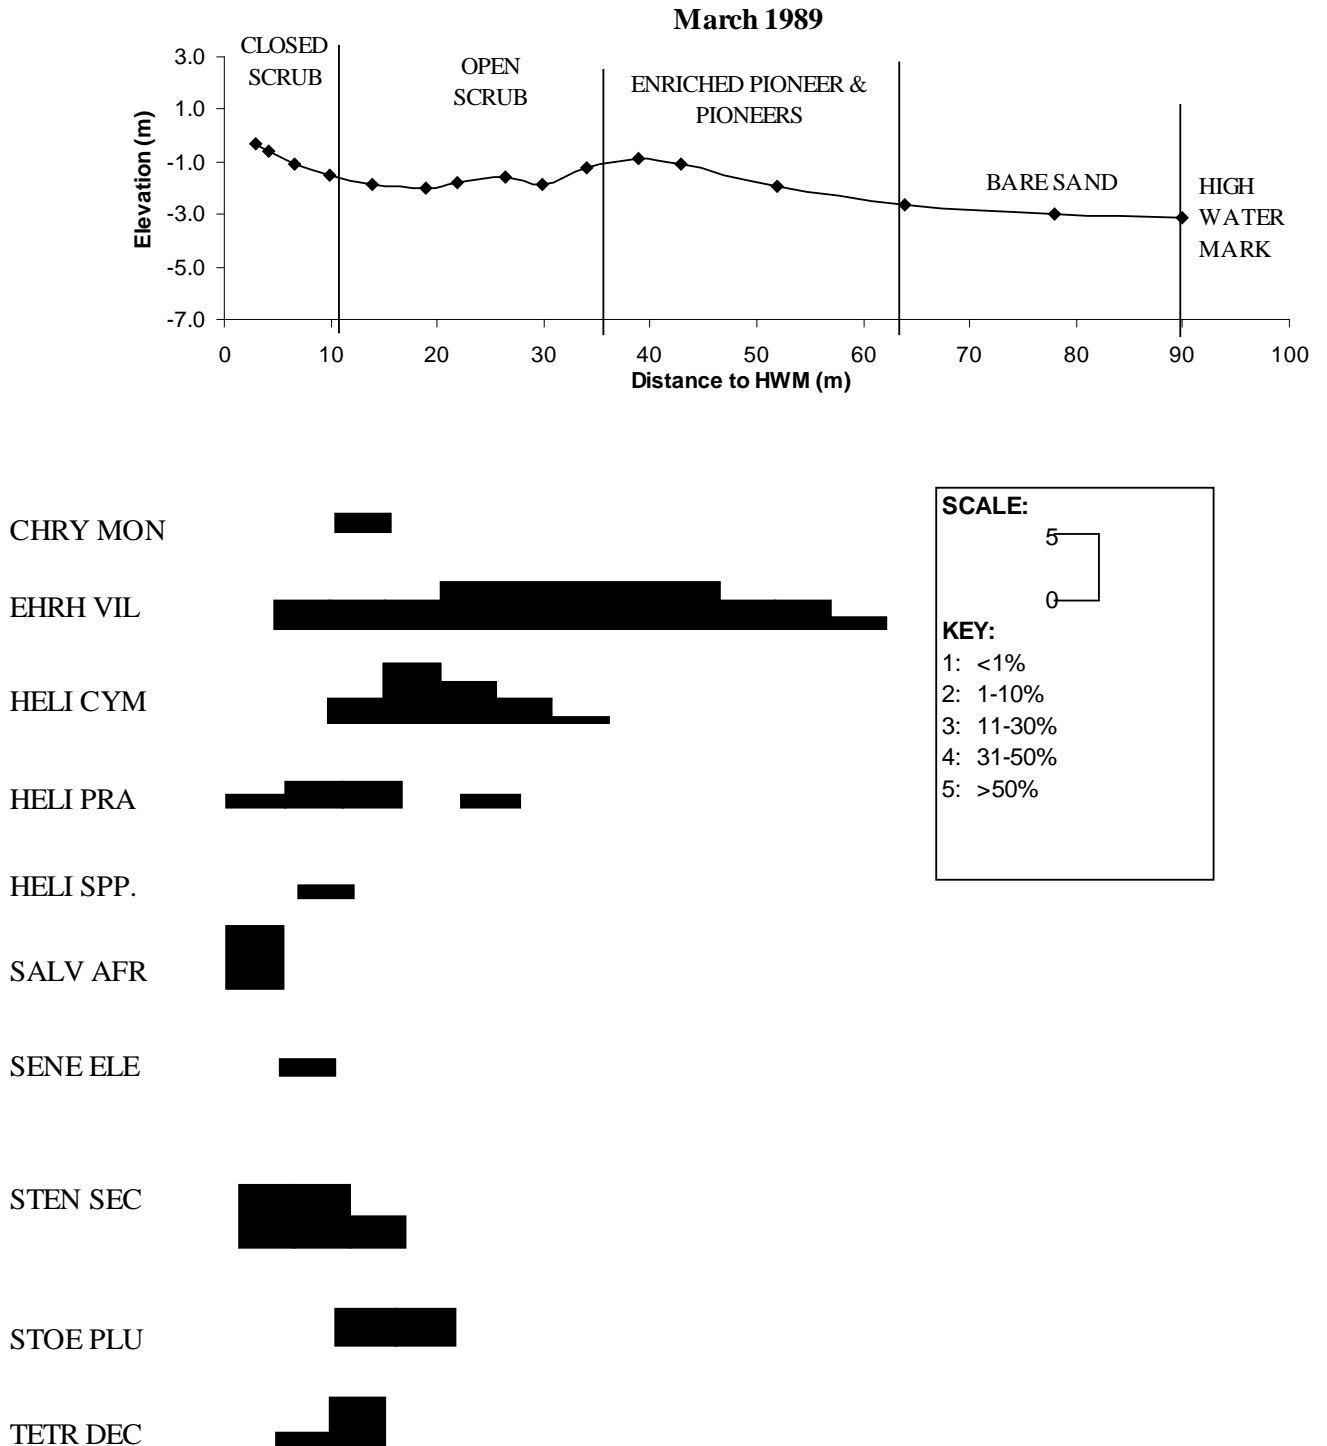 March 1989
CLOSED
SCRUB
OPEN
SCRUB
ENRICHED PIONEER &
PIONEERS
BARE SAND
HIGH
WATER
MARK
Elevation (m)
3.0
1.0
-1.0
-3.0
-5.0
-7.0
0 10 20 30 40 50 60 70 80 90 100
Distance to HWM (m)
CHRY MON
EHRH VIL
HELI CYM
HELI PRA
HELI SPP.
SALV AFR
SENE ELE
STEN SEC
STOE PLU
TETR DEC
SCALE:
5
0
KEY:
1: <1%
2: 1-10%
3: 11-30%
4: 31-50%
5: >50%